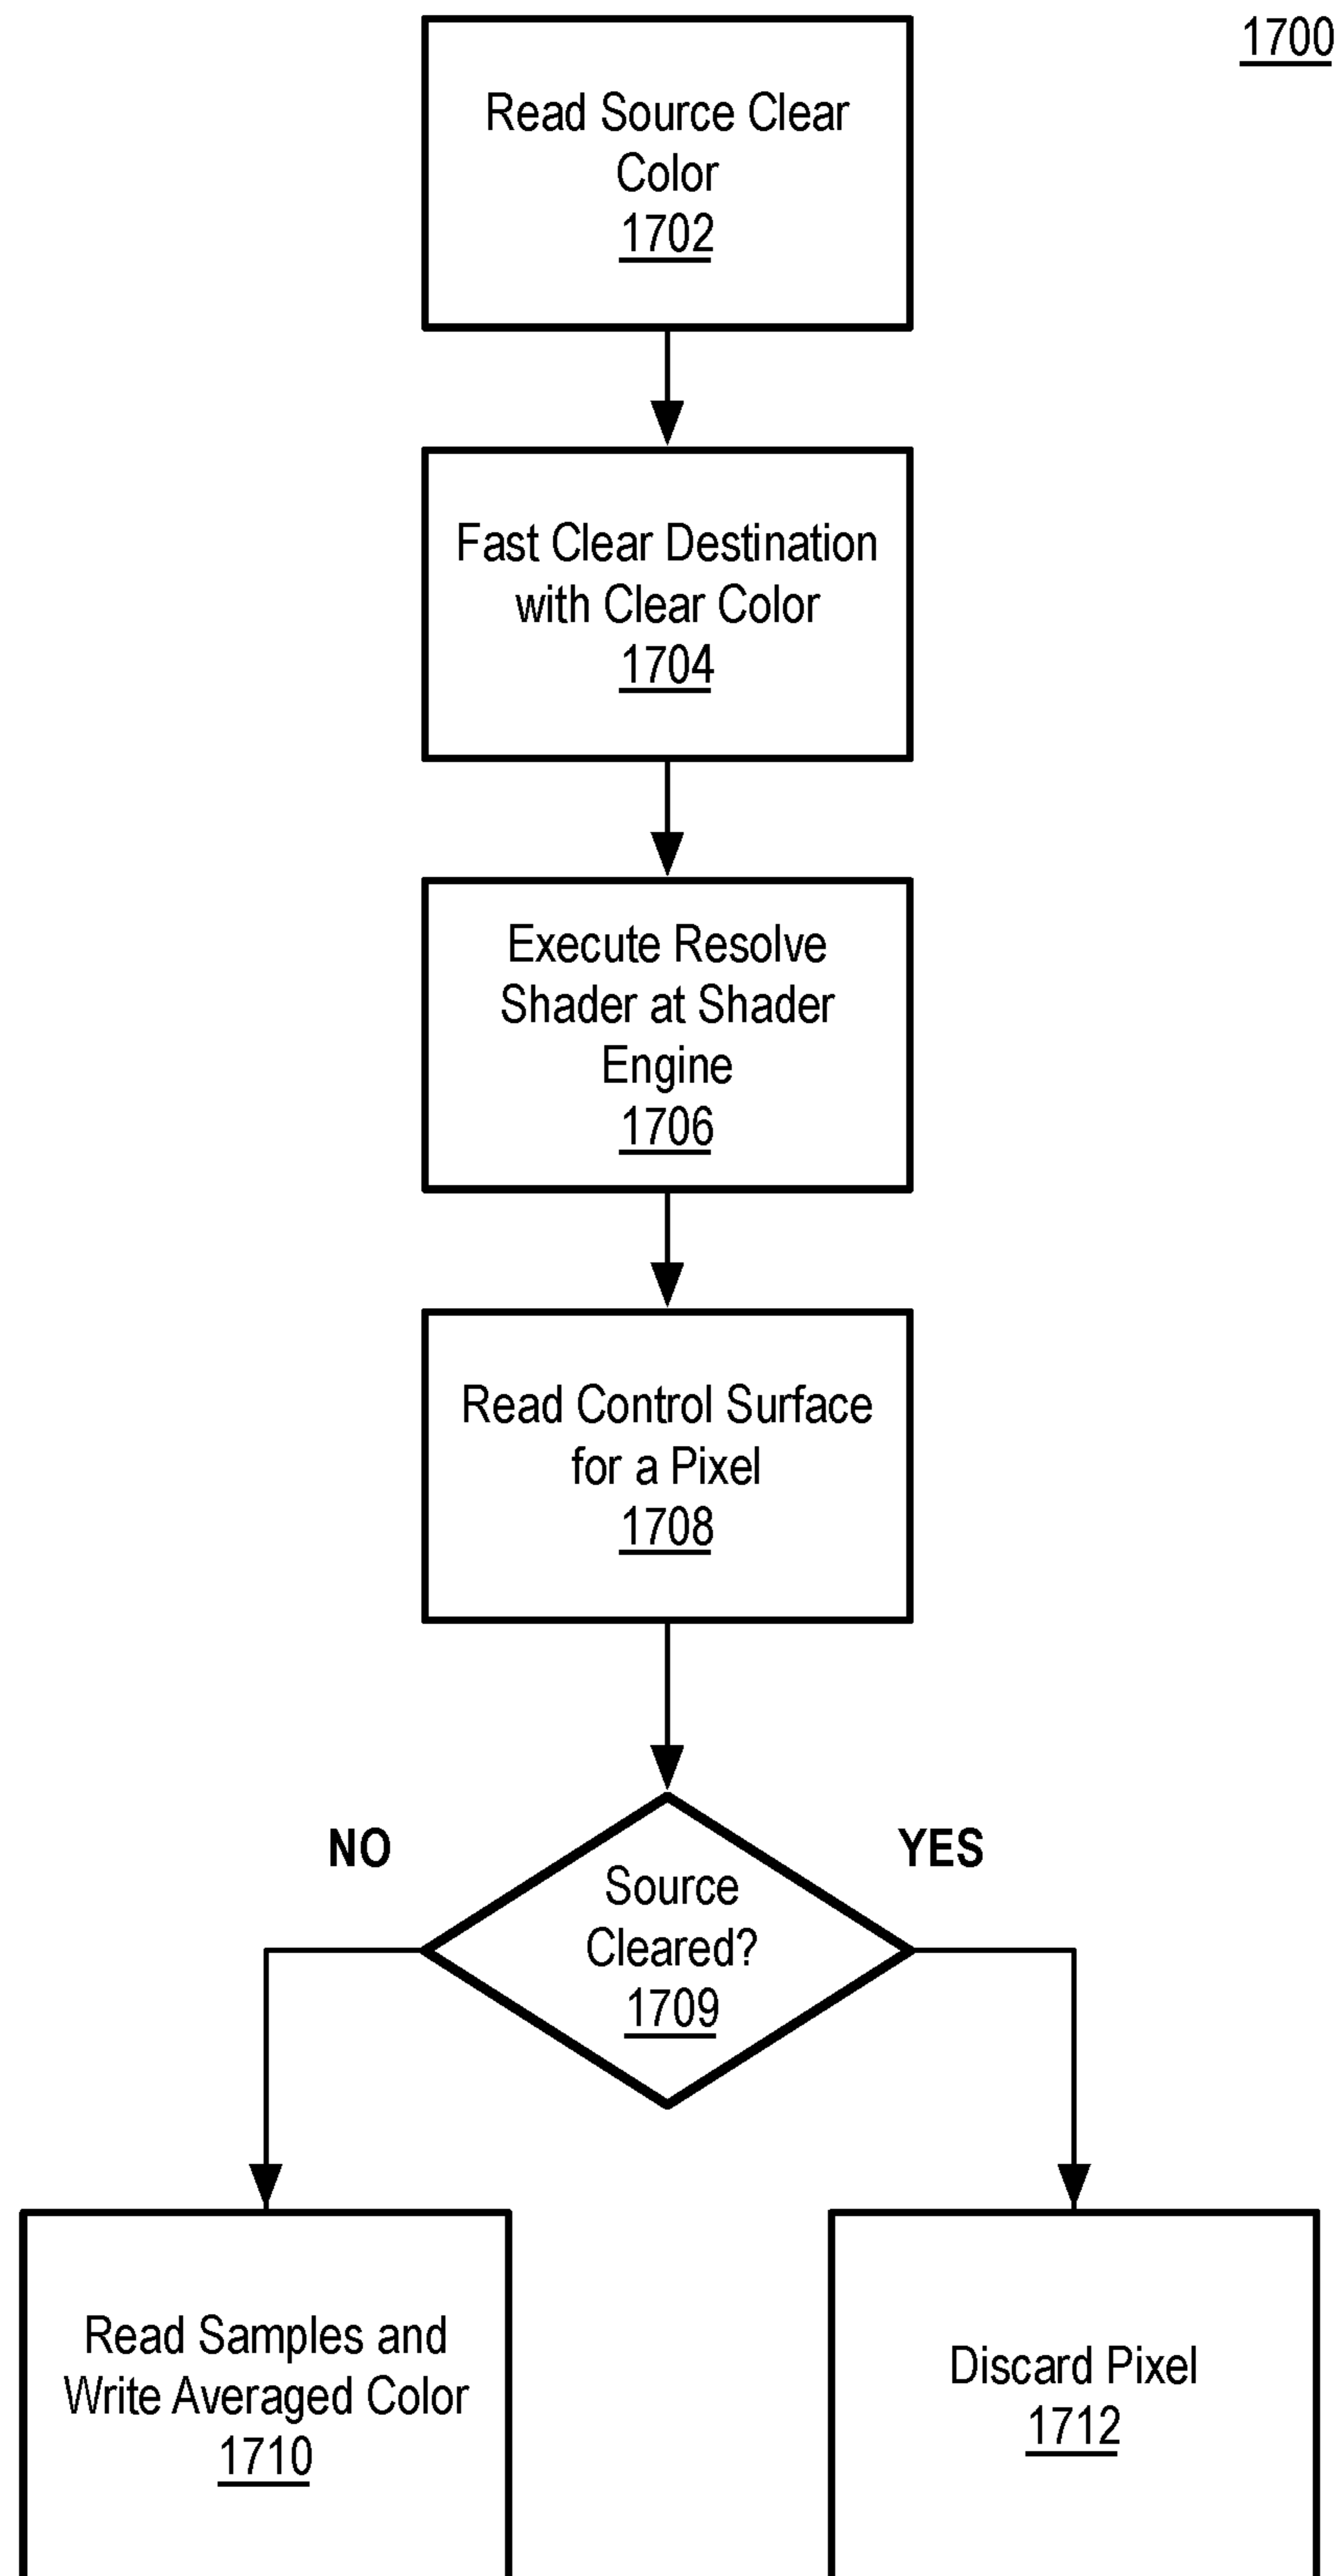 1700
Read Source Clear
Color
1702
Fast Clear Destination
with Clear Color
1704
Execute Resolve
Shader at Shader
Engine
1706
Read Control Surface
for a Pixel
1708
NO
YES
Source
Cleared?
1709
Read Samples and
Write Averaged Color
1710
Discard Pixel
1712